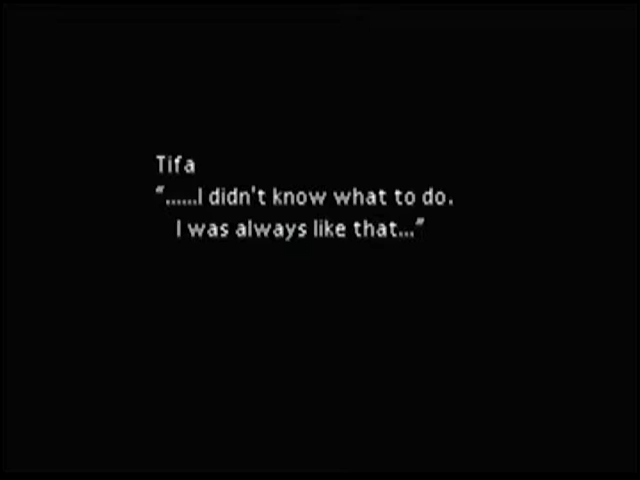 Tifa
“......I didn't know what to do.
I was always like that...”